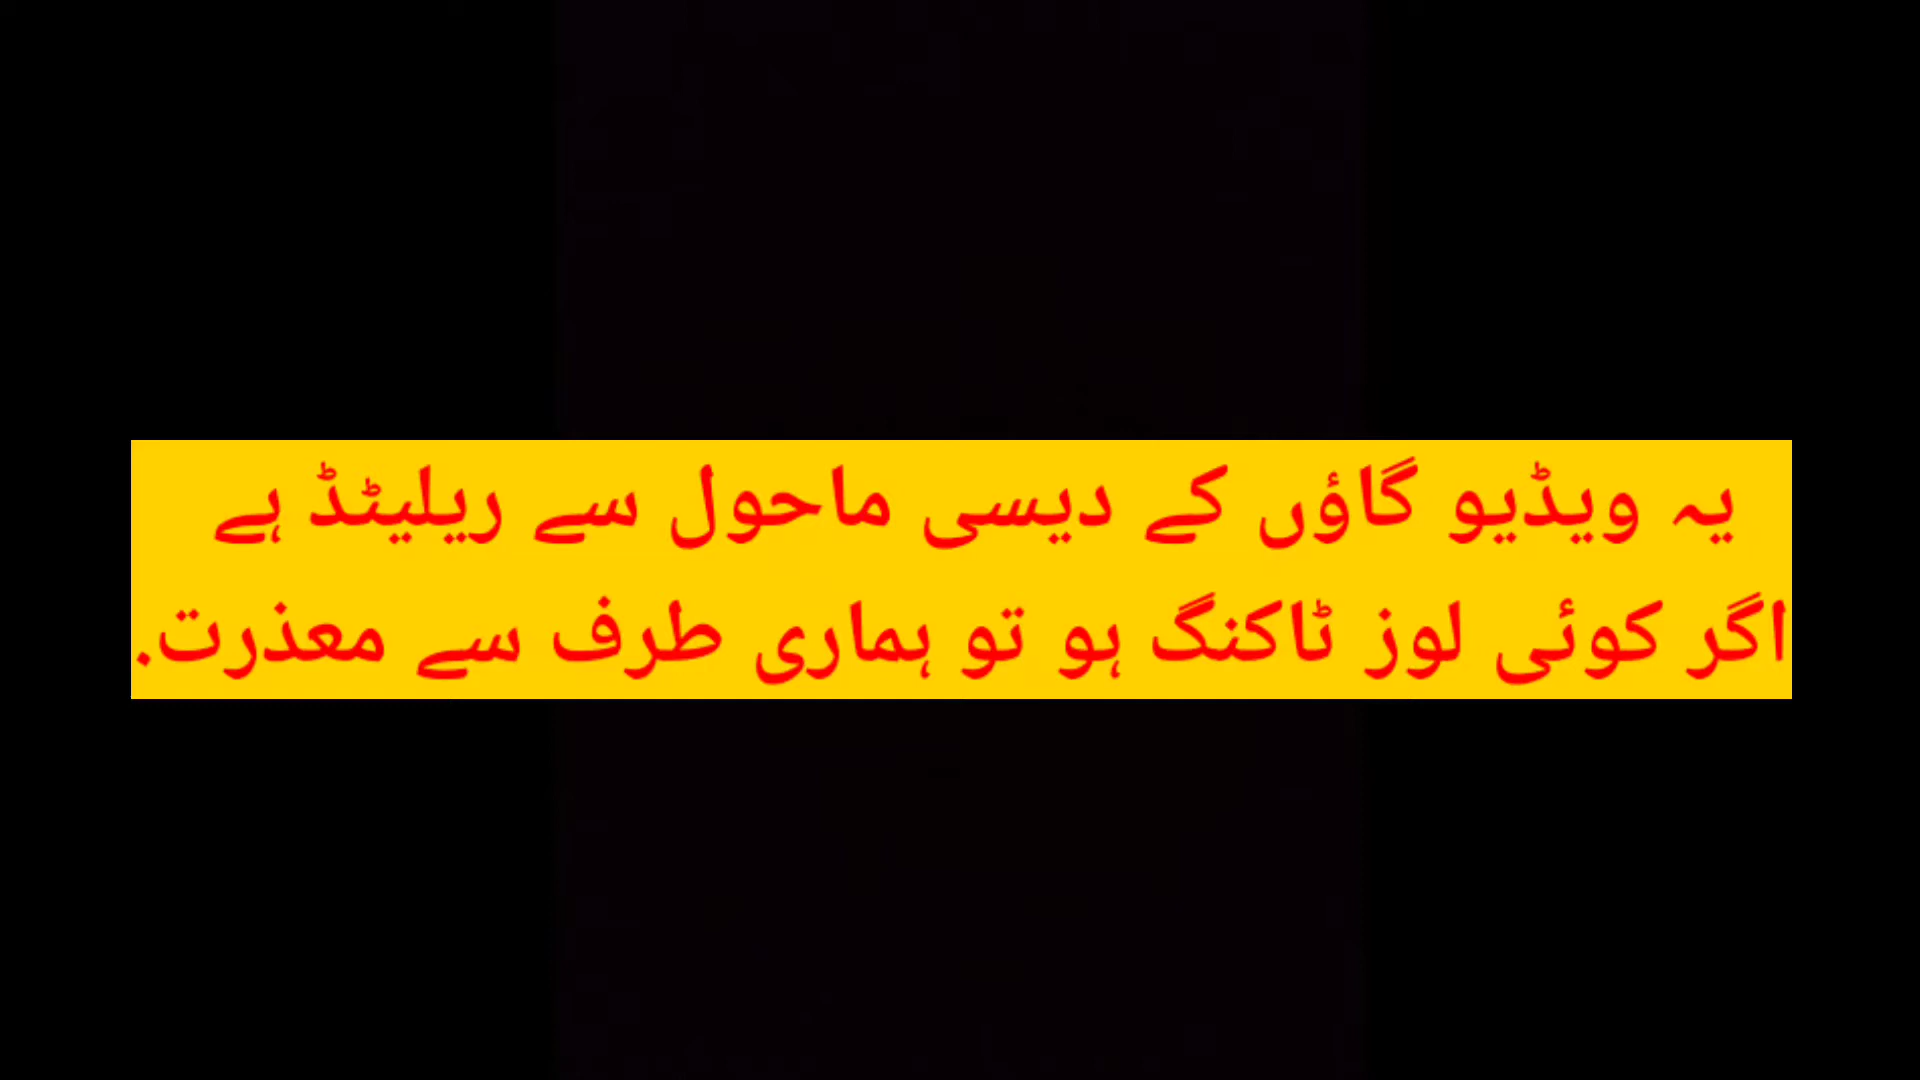 یہ ویڈیو گاؤں کے دیسی ماحول سے ریلیٹڈ ہے
اگر کوئی لوز ٹاکنگ ہو تو ہماری طرف سے معذرت.